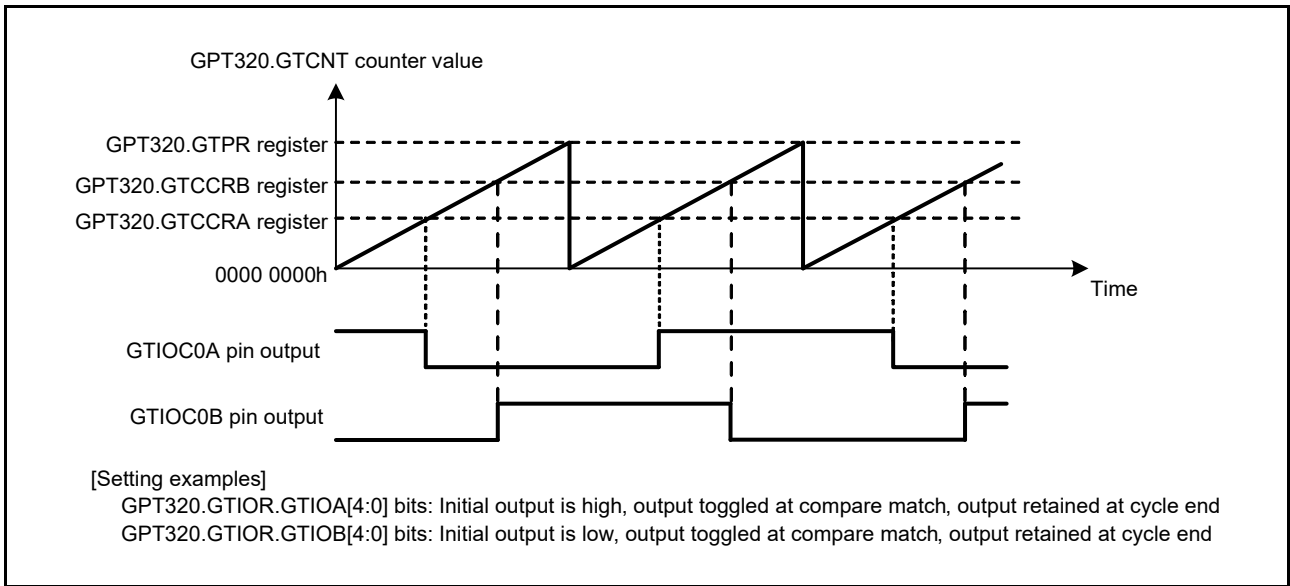 GPT320.GTCNT counter value
GPT320.GTPR register
GPT320.GTCCRB register
GPT320.GTCCRA register
0000 0000h
Time
GTIOC0A pin output
GTIOC0B pin output
[Setting examples]
GPT320.GTIOR.GTIOA[4:0] bits: Initial output is high, output toggled at compare match, output retained at cycle end
GPT320.GTIOR.GTIOB[4:0] bits: Initial output is low, output toggled at compare match, output retained at cycle end